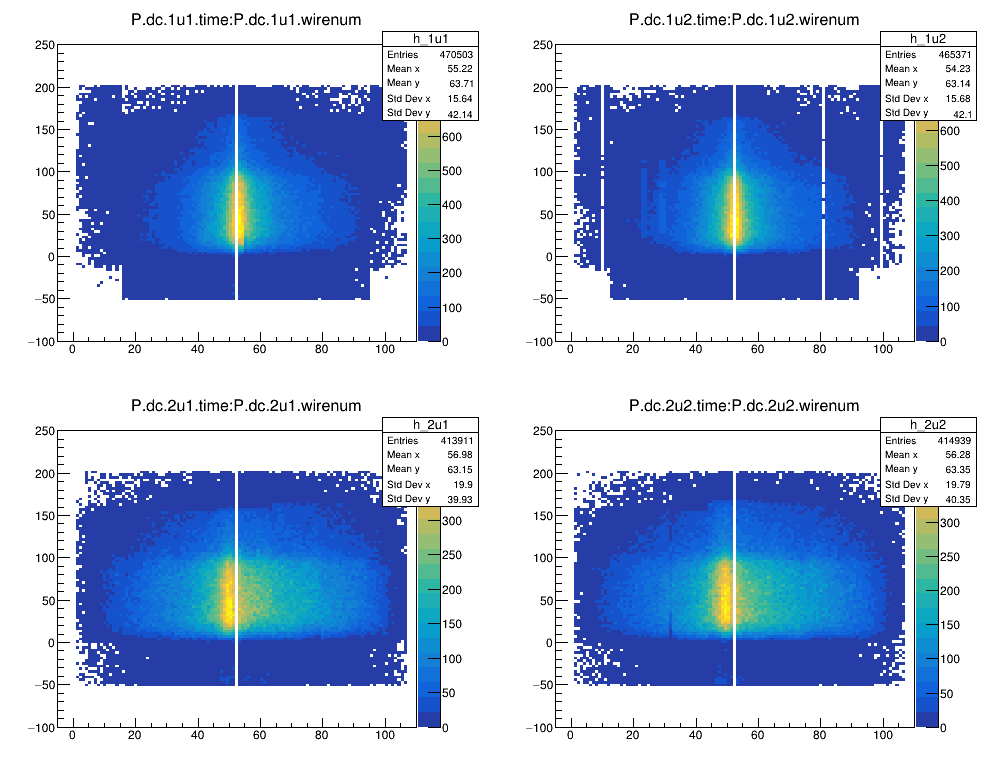 P.dc.1u1.time:P.dc.1u1.wirenum
h_1u1
Entries 470503
Mean x 55.22
Mean y 63.71
Std Dev x 15.64
Std Dev y 42.14
250
200
150
100
50
0
−50
−100
0 20 40 60 80 100
600
500
400
300
200
100
0
P.dc.1u2.time:P.dc.1u2.wirenum
h_1u2
Entries 465371
Mean x 54.23
Mean y 63.14
Std Dev x 15.68
Std Dev y 42.1
250
200
150
100
50
0
−50
−100
0 20 40 60 80 100
600
500
400
300
200
100
0
P.dc.2u1.time:P.dc.2u1.wirenum
h_2u1
Entries 413911
Mean x 56.98
Mean y 63.15
Std Dev x 19.9
Std Dev y 39.93
250
200
150
100
50
0
−50
−100
0 20 40 60 80 100
300
250
200
150
100
50
0
P.dc.2u2.time:P.dc.2u2.wirenum
h_2u2
Entries 414939
Mean x 56.28
Mean y 63.35
Std Dev x 19.79
Std Dev y 40.35
250
200
150
100
50
0
−50
−100
0 20 40 60 80 100
300
250
200
150
100
50
0